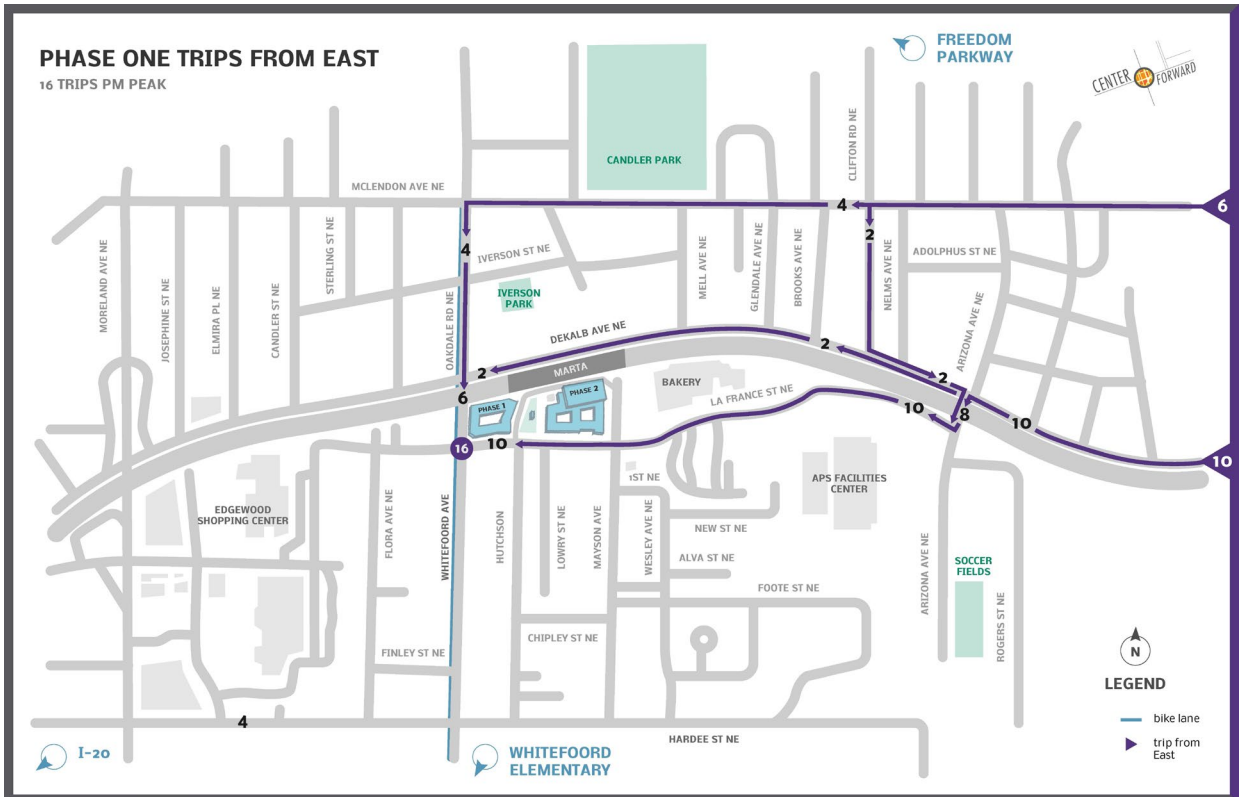 PHASE ONE TRIPS FROM EAST
16 TRIPS PM PEAK
FREEDOM
PARKWAY
CENTER FORWARD
CANDLER PARK
CLIFTON RD NE
MCLENDON AVE NE
4
6
MORELAND AVE NE
JOSEPHINE ST NE
ELMIRA PL NE
CANDLER ST NE
STERLING ST NE
OAKDALE RD NE
4
IVERSON ST NE
IVERSON
PARK
MELL AVE NE
GLENDALE AVE NE
BROOKS AVE NE
2
NELMS AVE NE
ADOLPHUS ST NE
ARIZONA AVE NE
DEKALB AVE NE
2
2
MARTA
2
6
PHASE 1
PHASE 2
BAKERY
LA FRANCE ST NE
10
8
10
16
10
10
EDGEWOOD
SHOPPING CENTER
FLORA AVE NE
WHITEFOORD AVE
HUTCHSON
LOWRY ST NE
MAYSON AVE
1ST NE
WESLEY AVE NE
NEW ST NE
ALVA ST NE
FOOTE ST NE
APS FACILITIES
CENTER
ARIZONA AVE NE
SOCCER
FIELDS
ROGERS ST NE
CHIPLEY ST NE
FINLEY ST NE
4
HARDEE ST NE
I-20
WHITEFOORD
ELEMENTARY
N
LEGEND
bike lane
trip from
East